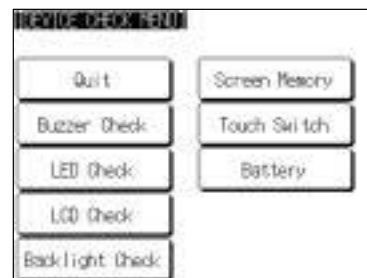 DEVICE CHECK MENU
Quit
Screen Memory
Buzzer Check
Touch Switch
LED Check
Battery
LCD Check
Backlight Check